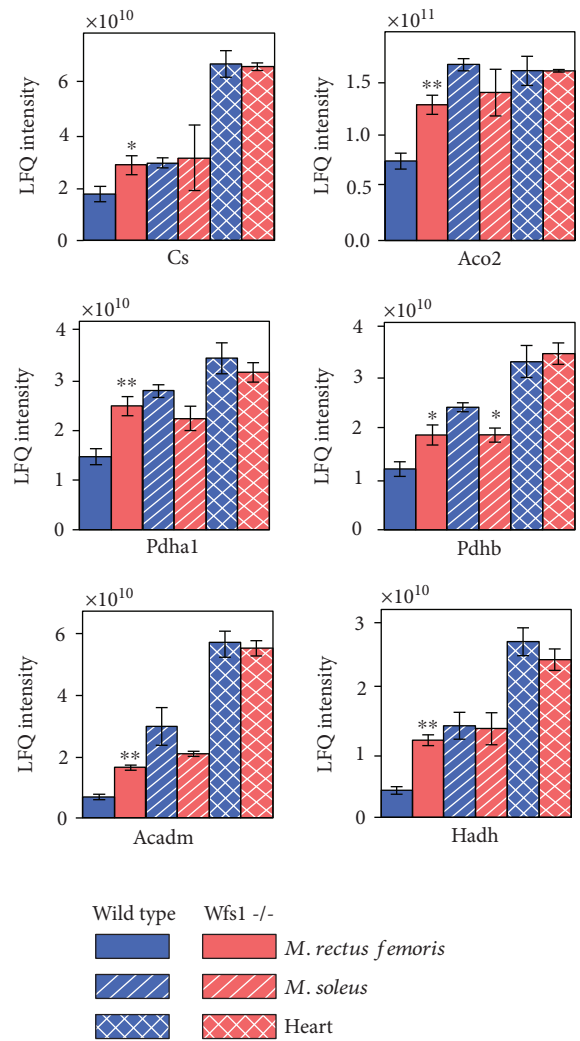 ×10^10
LFQ intensity
6
4
2
0
*
Cs
×10^11
LFQ intensity
1.5
1.0
0.5
0.0
**
Aco2
×10^10
LFQ intensity
4
3
2
1
0
**
Pdha1
×10^10
LFQ intensity
4
3
2
1
0
* *
Pdhb
×10^10
LFQ intensity
6
4
2
0
**
Acadm
×10^10
LFQ intensity
3
2
1
0
**
Hadh
Wild type Wfs1 -/-
M. rectus femoris
M. soleus
Heart